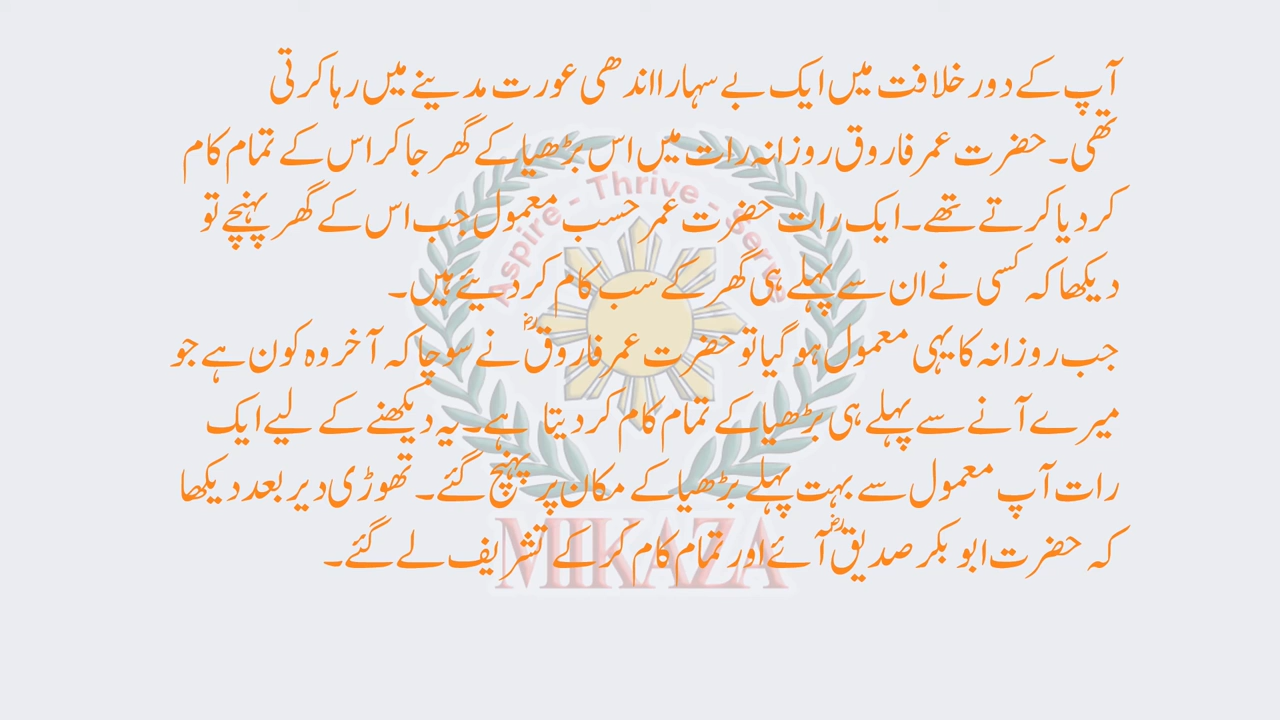 آپ کے دور خلافت میں ایک بے سہارا اندھی عورت مدینے میں رہا کرتی
تھی۔ حضرت عمر فاروق روزانہ رات میں اس بڑھیا کے گھر جا کر اس کے تمام کام
کر دیا کرتے تھے۔ ایک رات حضرت عمر حسب معمول جب اس کے گھر پہنچے تو
دیکھا کہ کسی نے ان سے پہلے ہی گھر کے سب کام کر دیئے ہیں۔
جب روزانہ کا یہی معمول ہو گیا تو حضرت عمر فاروقؓ نے سوچا کہ آخر وہ کون ہے جو
میرے آنے سے پہلے ہی بڑھیا کے تمام کام کر دیتا ہے۔ یہ دیکھنے کے لیے ایک
رات آپ معمول سے بہت پہلے بڑھیا کے مکان پر پہنچ گئے۔ تھوڑی دیر بعد دیکھا
کہ حضرت ابو بکر صدیقؓ آئے اور تمام کام کر کے تشریف لے گئے۔
Aspire - Thrive - Serve
MIKAZA